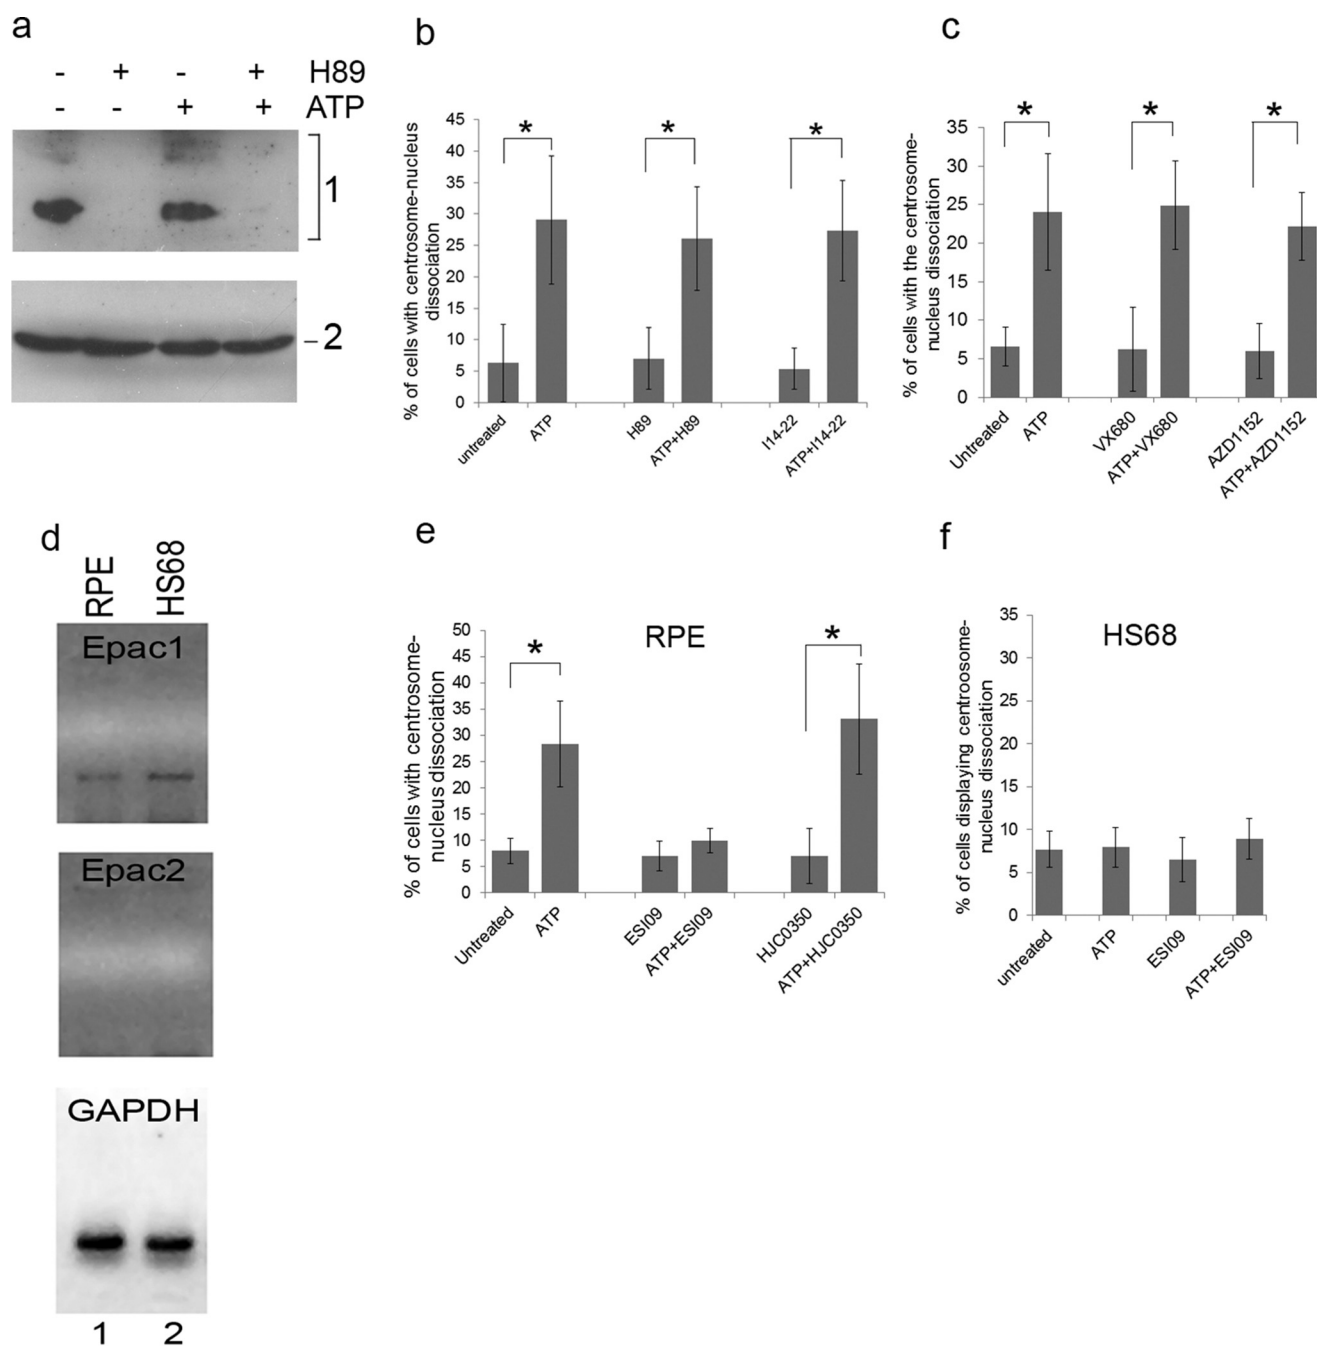 a
- + - + H89
- - + + ATP
1
2
b
% of cells with centrosome-nucleus
dissociation
45
40
35
30
25
20
15
10
5
0
*
*
*
untreated
ATP
H89
ATP+H89
I14-22
ATP+I14-22
c
% of cells with the centrosome-
nucleus dissociation
35
30
25
20
15
10
5
0
*
*
*
Untreated
ATP
VX680
ATP+VX680
AZD1152
ATP+AZD1152
d
RPE
HS68
Epac1
Epac2
GAPDH
1 2
e
RPE
% of cells with centrosome-
nucleus dissociation
50
45
40
35
30
25
20
15
10
5
0
*
*
Untreated
ATP
ESI09
ATP+ESI09
HJC0350
ATP+HJC0350
f
HS68
% of cells displaying centroosome-
nucleus dissociation
35
30
25
20
15
10
5
0
untreated
ATP
ESI09
ATP+ESI09